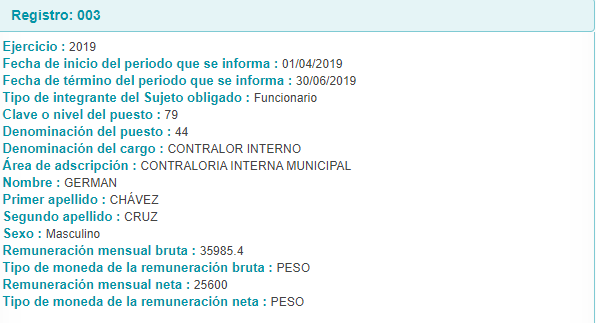 Registro: 003
Ejercicio : 2019
Fecha de inicio del periodo que se informa : 01/04/2019
Fecha de término del periodo que se informa : 30/06/2019
Tipo de integrante del Sujeto obligado : Funcionario
Clave o nivel del puesto : 79
Denominación del puesto : 44
Denominación del cargo : CONTRALOR INTERNO
Área de adscripción : CONTRALORIA INTERNA MUNICIPAL
Nombre : GERMAN
Primer apellido : CHÁVEZ
Segundo apellido : CRUZ
Sexo : Masculino
Remuneración mensual bruta : 35985.4
Tipo de moneda de la remuneración bruta : PESO
Remuneración mensual neta : 25600
Tipo de moneda de la remuneración neta : PESO